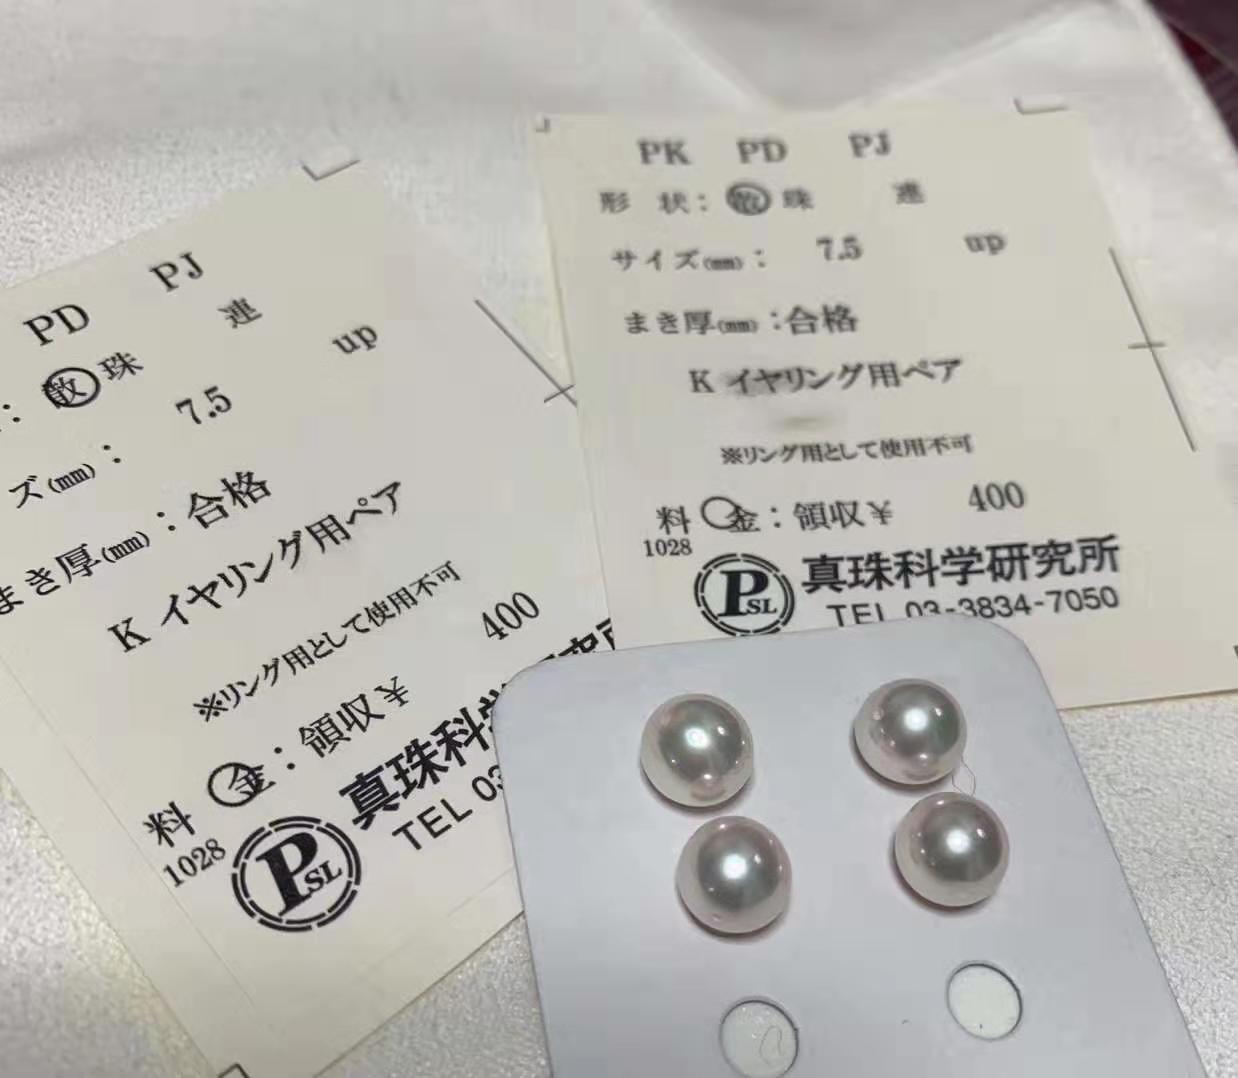 PD PJ
: 散 珠 連
ズ(mm): 7.5 up
まき厚(mm):合格
K イヤリング用ペア
※リング用として使用不可
料 金:領収¥ 400
1028
PSL 真珠科学研究所
TEL 03
PK PD PJ
形 状: 散 珠 連
サイズ(mm): 7.5 up
まき厚(mm):合格
K イヤリング用ペア
※リング用として使用不可
料 金:領収¥ 400
1028
PSL 真珠科学研究所
TEL 03-3834-7050